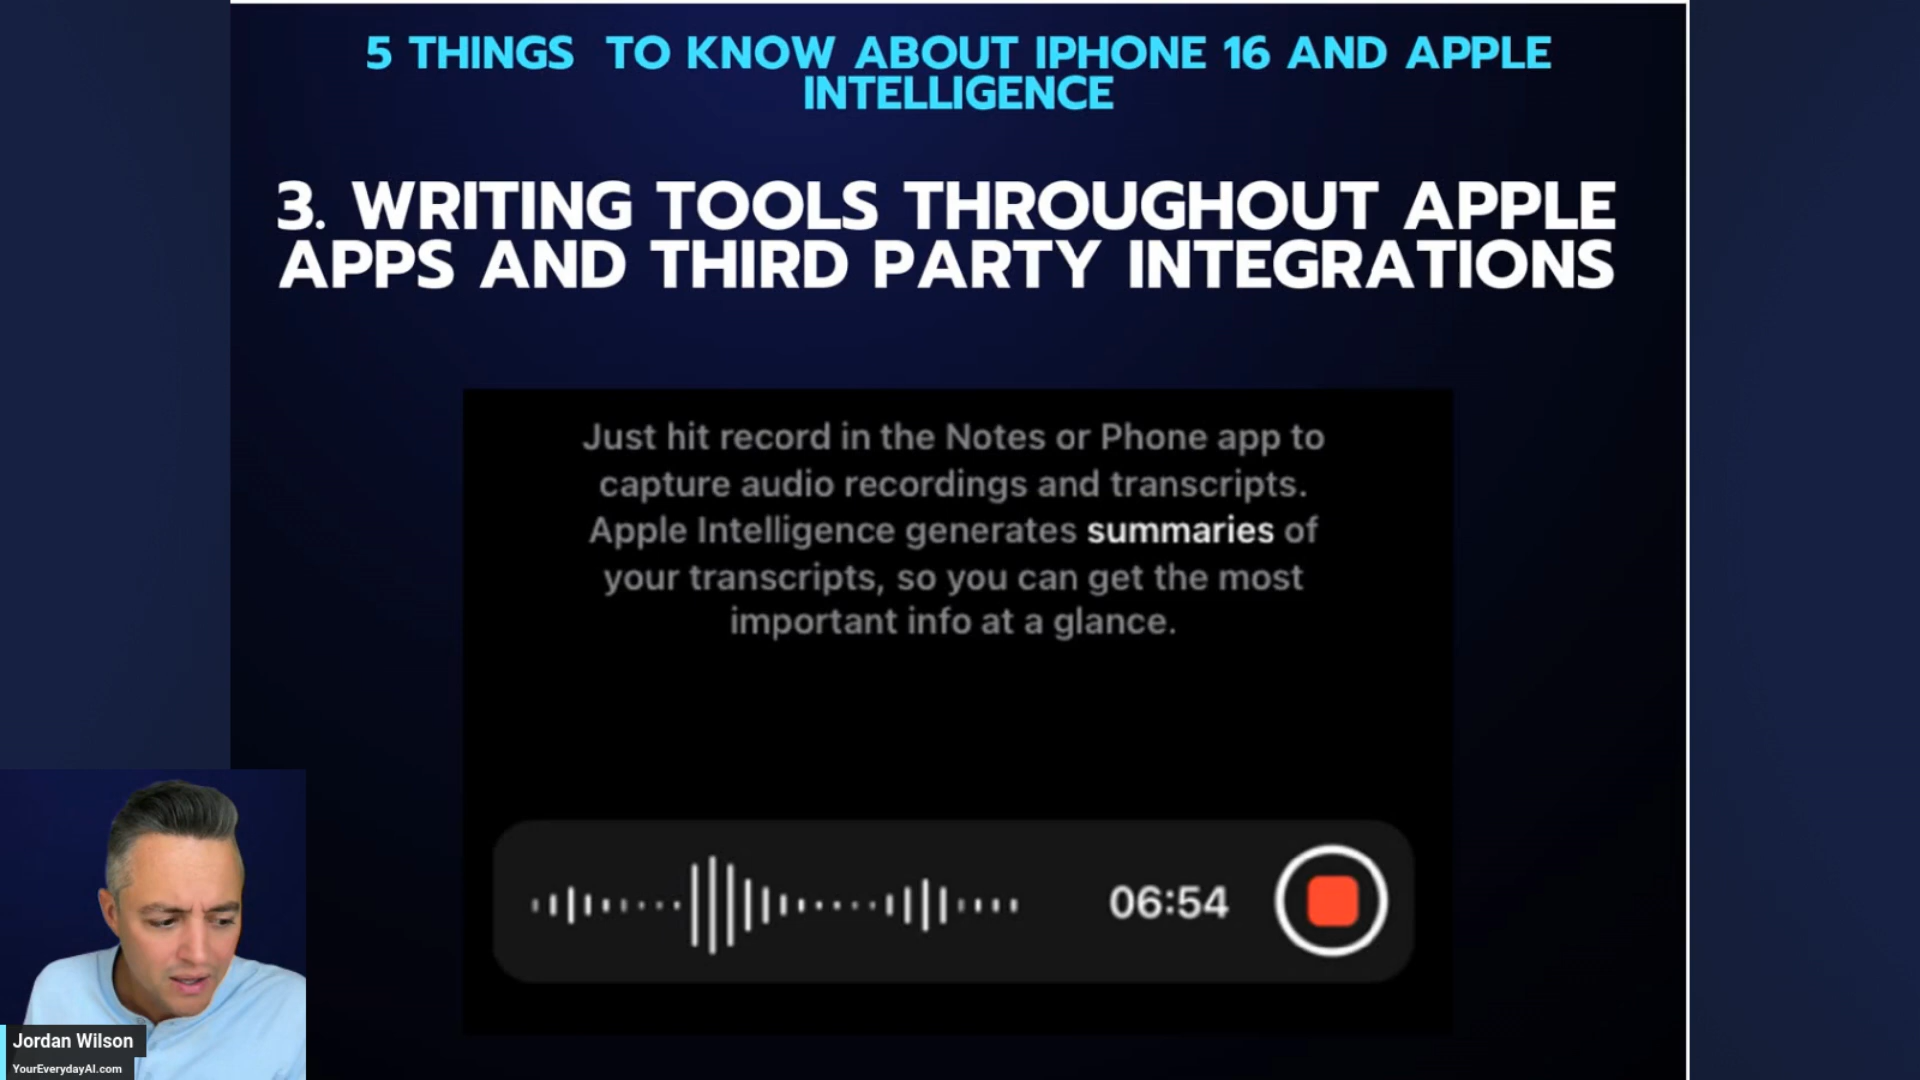 5 THINGS TO KNOW ABOUT IPHONE 16 AND APPLE
INTELLIGENCE
3. WRITING TOOLS THROUGHOUT APPLE
APPS AND THIRD PARTY INTEGRATIONS
Just hit record in the Notes or Phone app to
capture audio recordings and transcripts.
Apple Intelligence generates summaries of
your transcripts, so you can get the most
important info at a glance.
06:54
Jordan Wilson
YourEverydayAI.com